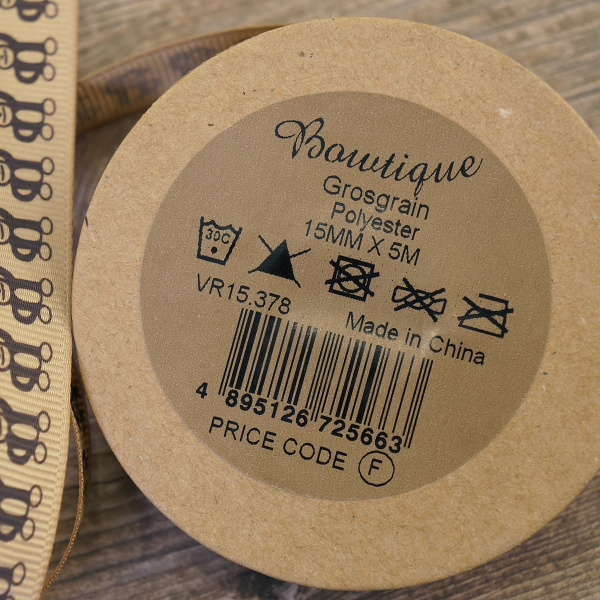 Bowtique
Grosgrain
Polyester
15MM X 5M
30C
VR15.378
Made in China
4 895126 725663
PRICE CODE F